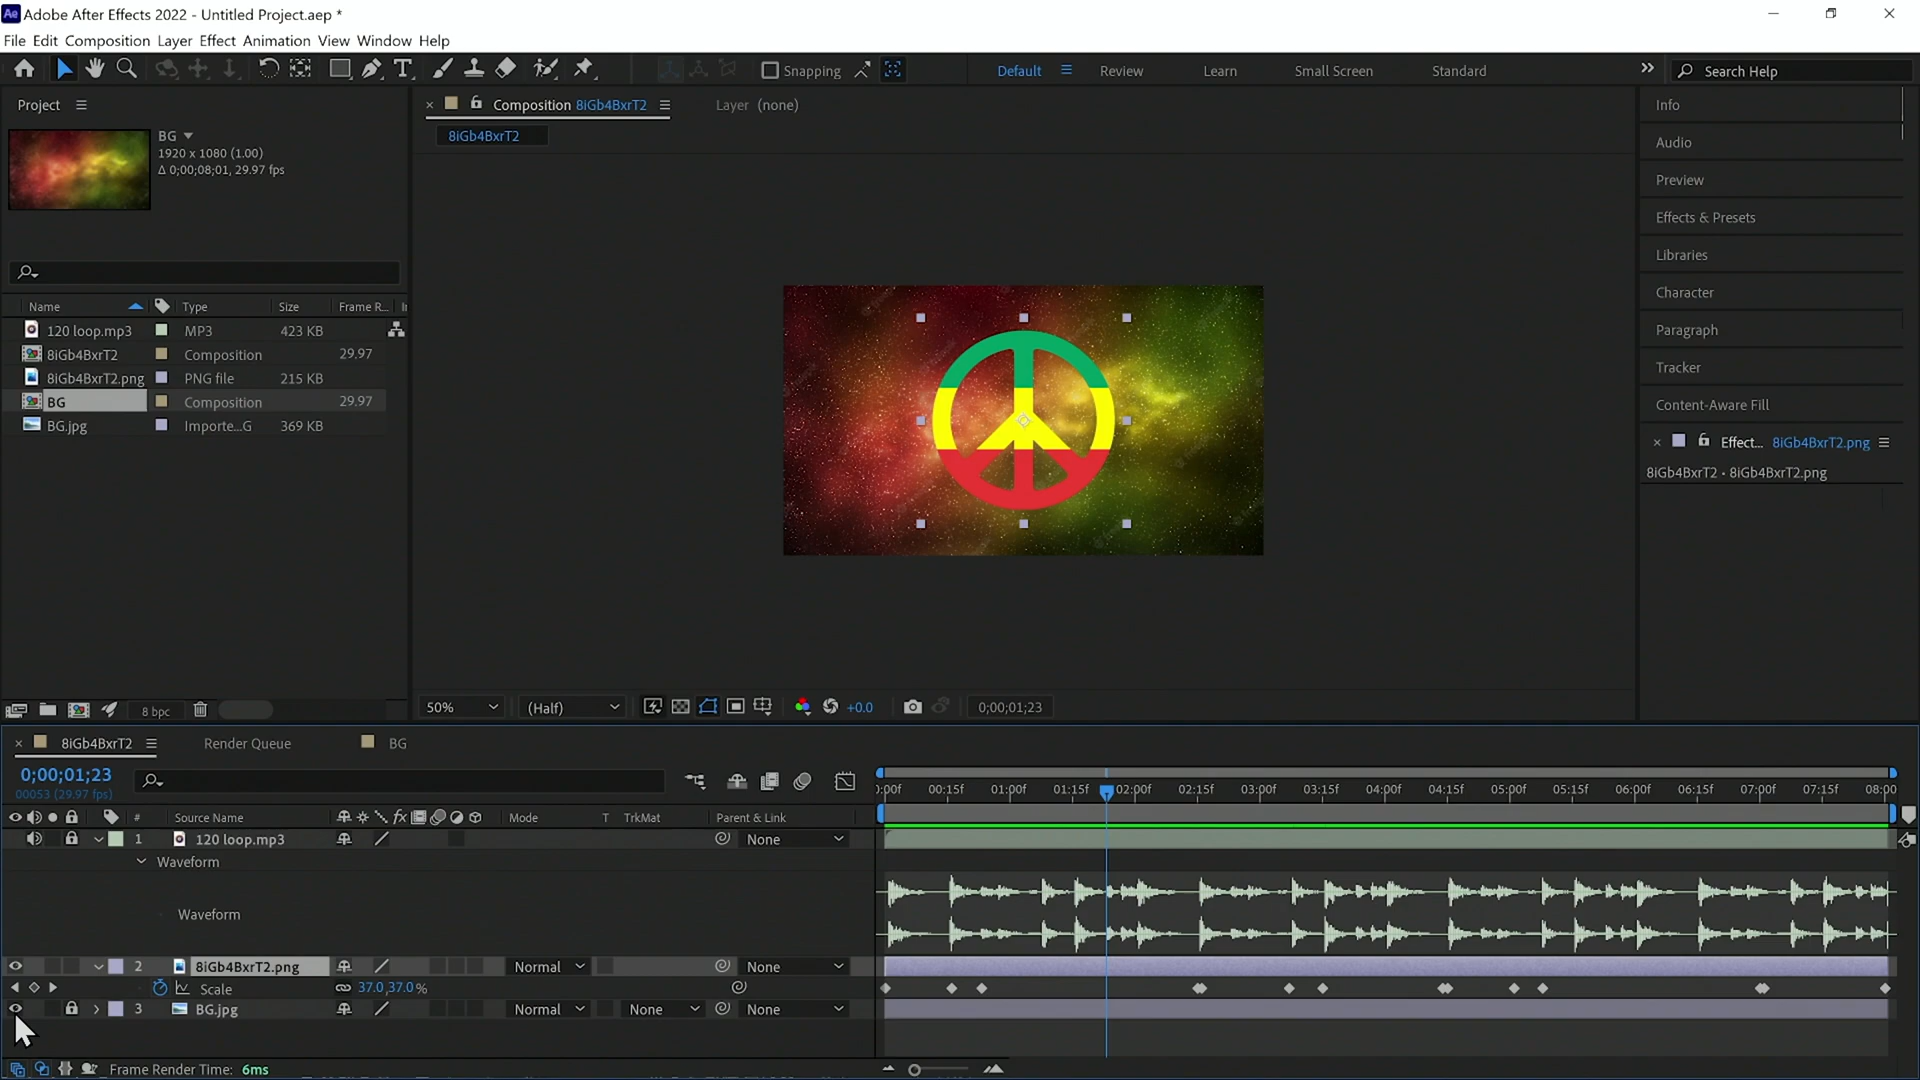 Ae Adobe After Effects 2022 - Untitled Project.aep *
File Edit Composition Layer Effect Animation View Window Help
Snapping
Default
Review
Learn
Small Screen
Standard
Search Help
Project
Composition 8iGb4BxrT2
Layer (none)
8iGb4BxrT2
BG
1920 x 1080 (1.00)
Δ 0;00;08;01, 29.97 fps
Name Type Size Frame R... I
120 loop.mp3 MP3 423 KB
8iGb4BxrT2 Composition 29.97
8iGb4BxrT2.png PNG file 215 KB
BG Composition 29.97
BG.jpg Importe...G 369 KB
Info
Audio
Preview
Effects & Presets
Libraries
Character
Paragraph
Tracker
Content-Aware Fill
Effect... 8iGb4BxrT2.png
8iGb4BxrT2 • 8iGb4BxrT2.png
8 bpc
50% (Half) +0.0 0;00;01;23
8iGb4BxrT2 Render Queue BG
0;00;01;23
00053 (29.97 fps)
:00f 00:15f 01:00f 01:15f 02:00f 02:15f 03:00f 03:15f 04:00f 04:15f 05:00f 05:15f 06:00f 06:15f 07:00f 07:15f 08:00
# Source Name fx Mode T TrkMat Parent & Link
1 120 loop.mp3 None
Waveform
Waveform
2 8iGb4BxrT2.png Normal None
Scale 37.0,37.0%
3 BG.jpg Normal None None
Frame Render Time: 6ms